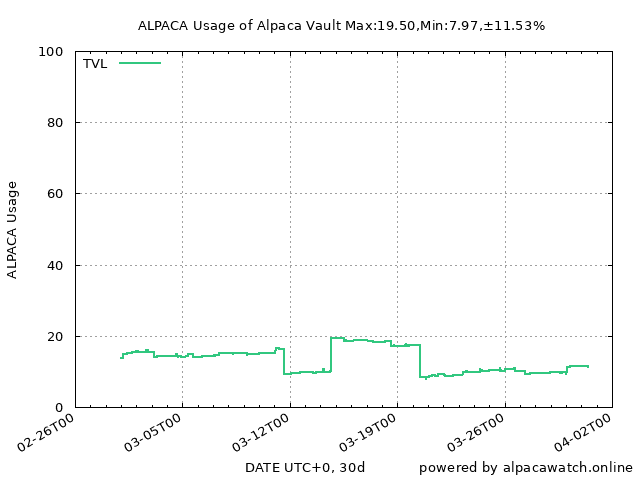 ALPACA Usage of Alpaca Vault Max:19.50,Min:7.97,±11.53%
TVL
100
80
60
40
20
0
ALPACA Usage
02-26T00
03-05T00
03-12T00
03-19T00
03-26T00
04-02T00
DATE UTC+0, 30d
powered by alpacawatch.online